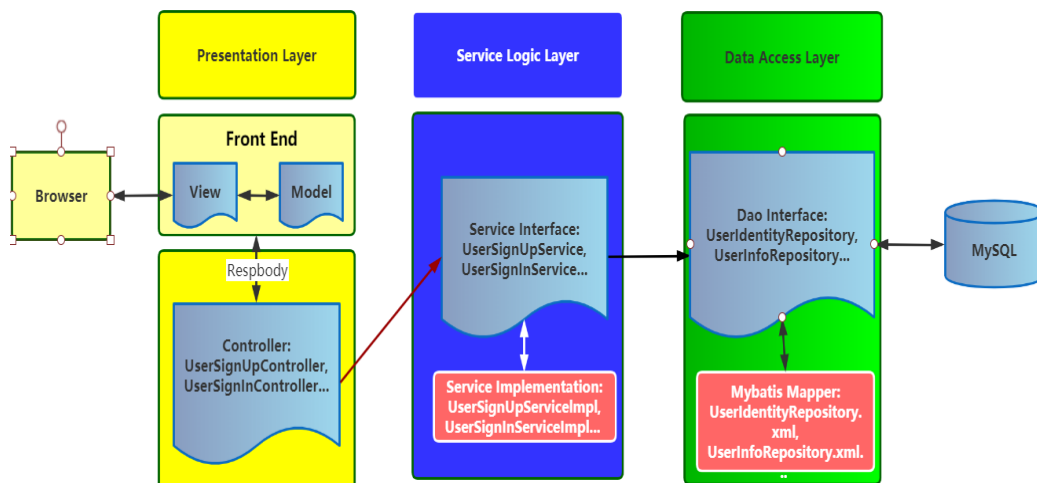 Presentation Layer
Service Logic Layer
Data Access Layer
Front End
Browser
View
Model
Respbody
Controller:
UserSignUpController,
UserSignInController...
Service Interface:
UserSignUpService,
UserSignInService...
Service Implementation:
UserSignUpServiceImpl,
UserSignInServiceImpl...
Dao Interface:
UserIdentityRepository,
UserInfoRepository...
MySQL
Mybatis Mapper:
UserIdentityRepository.
xml,
UserInfoRepository.xml.
..